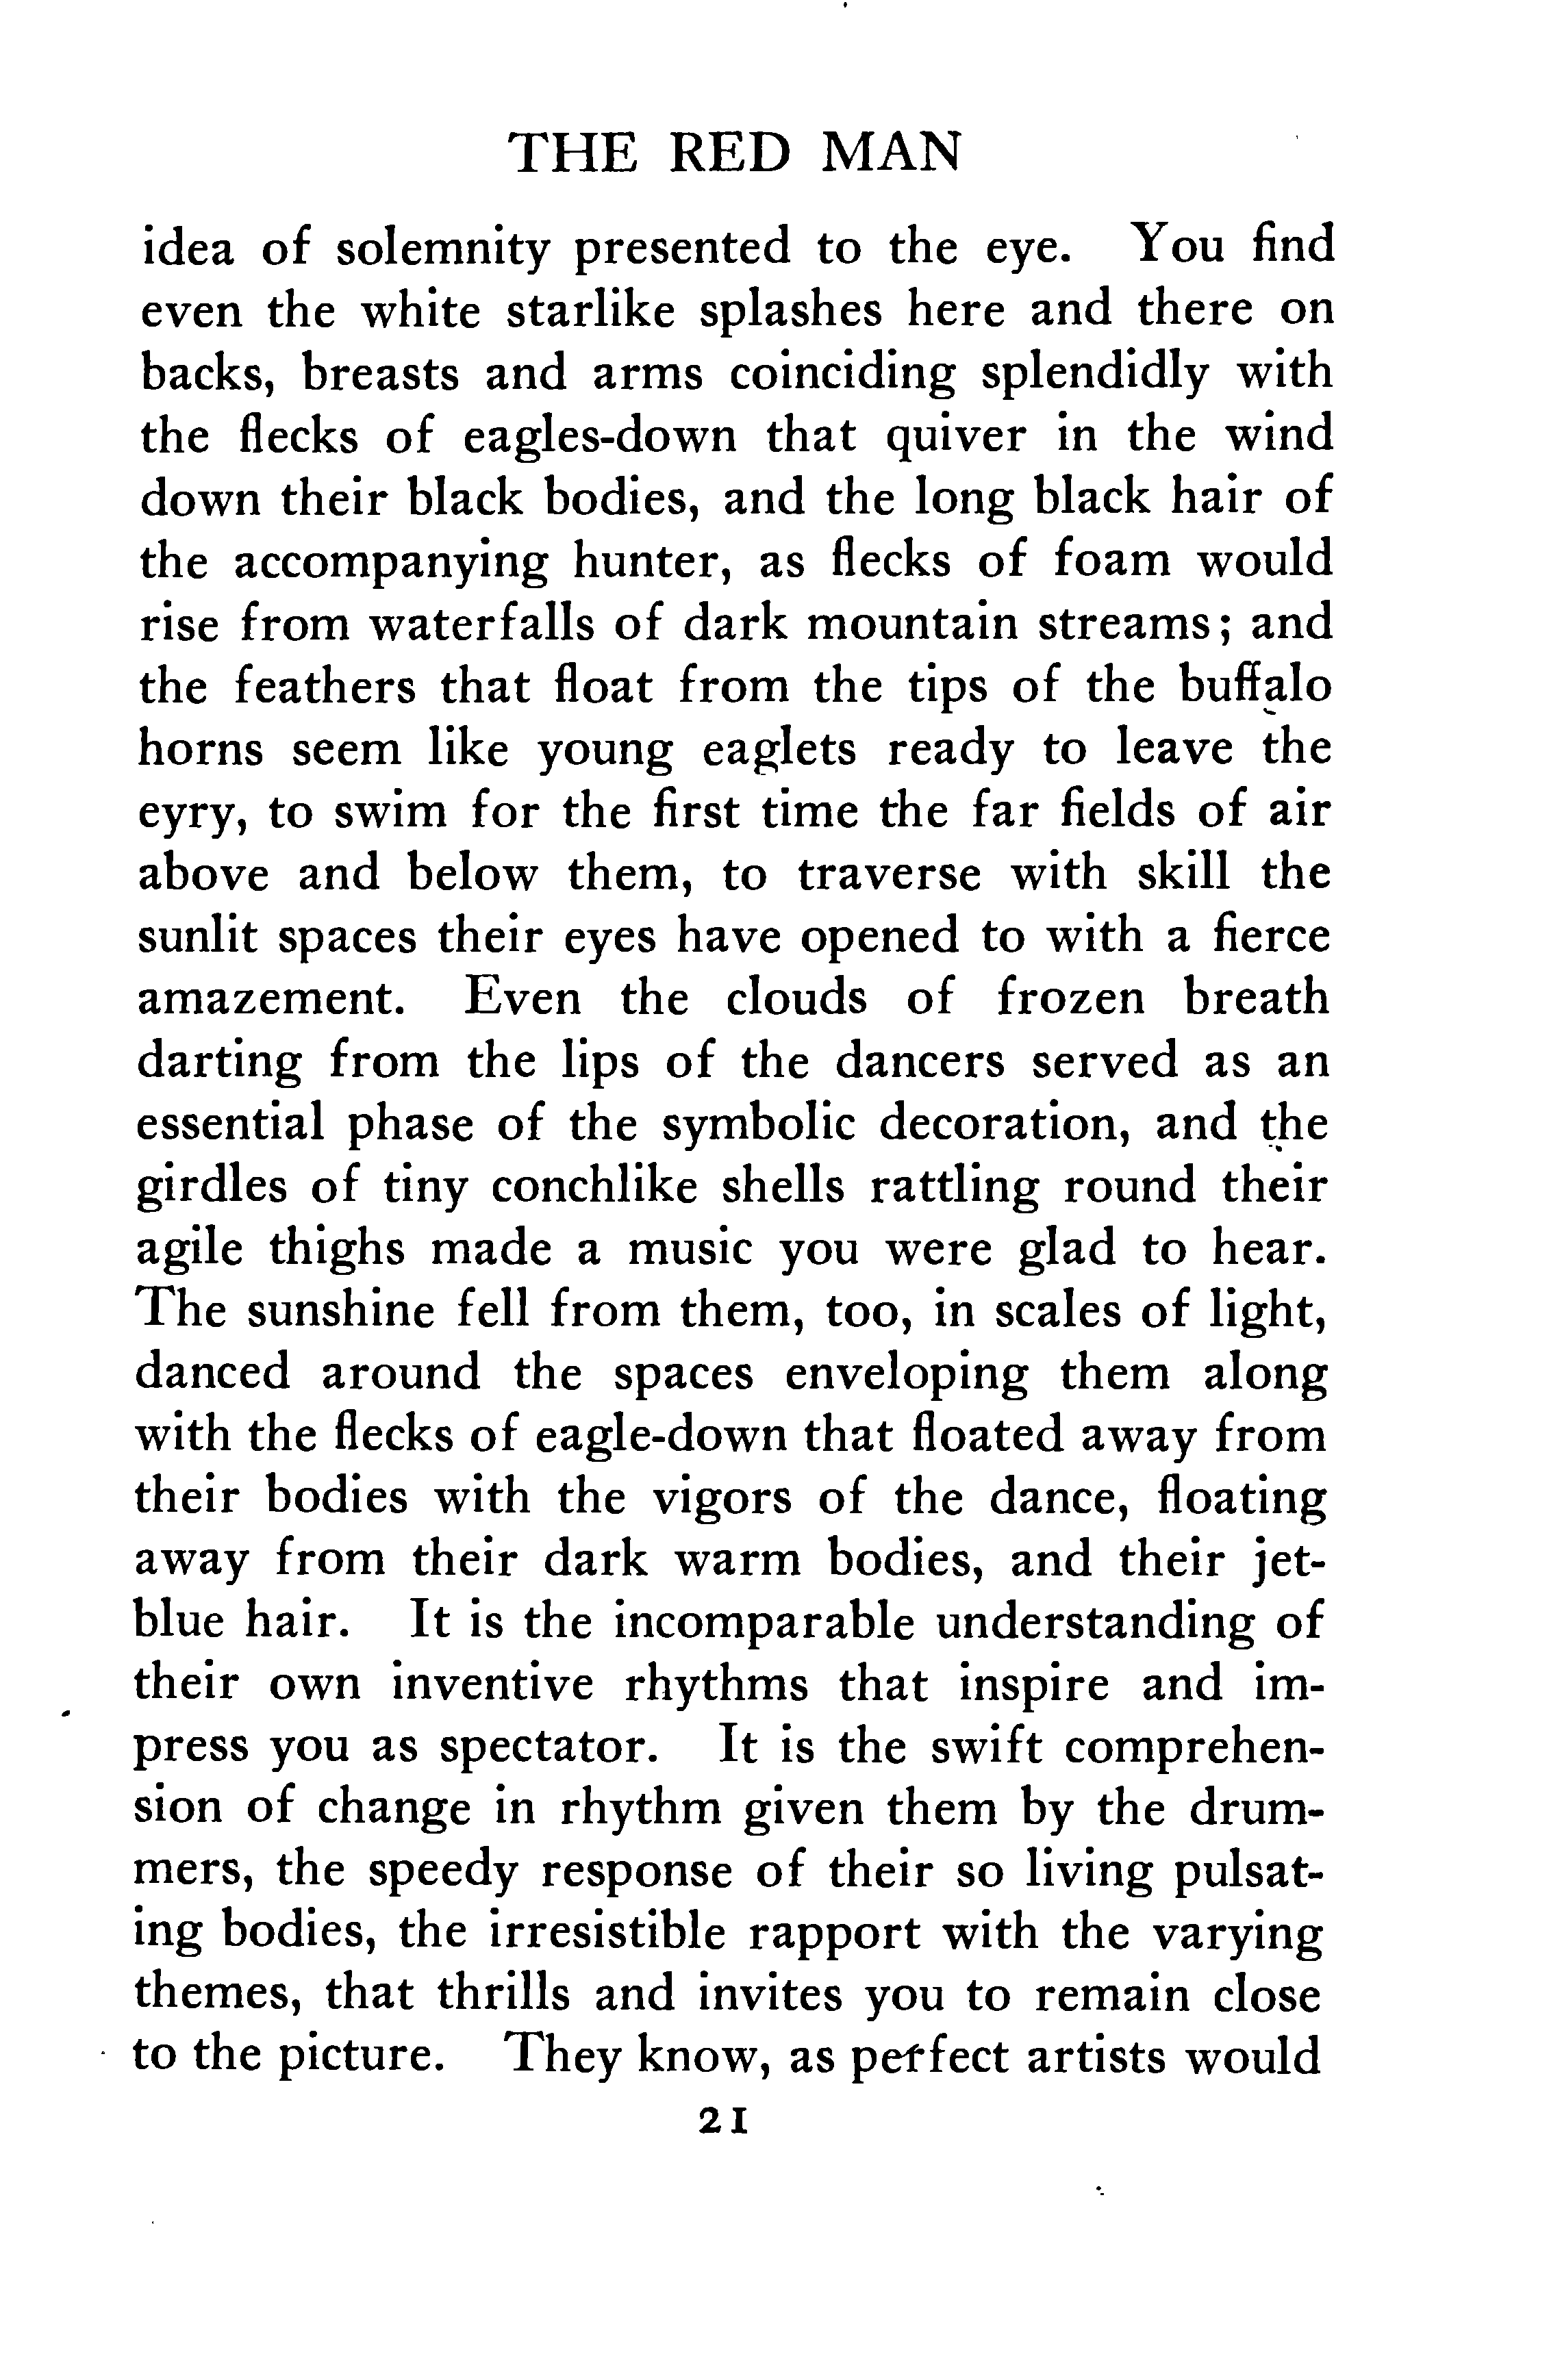 THE RED MAN
idea of solemnity presented to the eye. You find
even the white starlike splashes here and there on
backs, breasts and arms coinciding splendidly with
the flecks of eagles-down that quiver in the wind
down their black bodies, and the long black hair of
the accompanying hunter, as flecks of foam would
rise from waterfalls of dark mountain streams; and
the feathers that float from the tips of the buffalo
horns seem like young eaglets ready to leave the
eyry, to swim for the first time the far fields of air
above and below them, to traverse with skill the
sunlit spaces their eyes have opened to with a fierce
amazement. Even the clouds of frozen breath
darting from the lips of the dancers served as an
essential phase of the symbolic decoration, and the
girdles of tiny conchlike shells rattling round their
agile thighs made a music you were glad to hear.
The sunshine fell from them, too, in scales of light,
danced around the spaces enveloping them along
with the flecks of eagle-down that floated away from
their bodies with the vigors of the dance, floating
away from their dark warm bodies, and their jet-
blue hair. It is the incomparable understanding of
their own inventive rhythms that inspire and im-
press you as spectator. It is the swift comprehen-
sion of change in rhythm given them by the drum-
mers, the speedy response of their so living pulsat-
ing bodies, the irresistible rapport with the varying
themes, that thrills and invites you to remain close
to the picture. They know, as perfect artists would
21